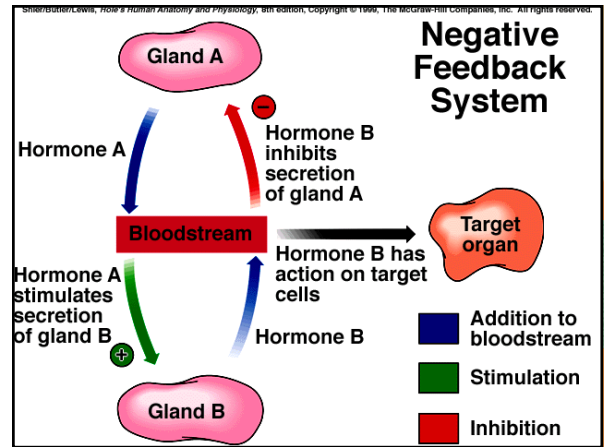 Shier/Butler/Lewis, Hole's Human Anatomy and Physiology, 8th edition, Copyright © 1999, The McGraw-Hill Companies, Inc. All rights reserved.
Negative
Feedback
System
Gland A
Hormone A
−
Hormone B
inhibits
secretion
of gland A
Bloodstream
Target
organ
Hormone B has
action on target
cells
Hormone A
stimulates
secretion
of gland B
+
Hormone B
Gland B
Addition to
bloodstream
Stimulation
Inhibition